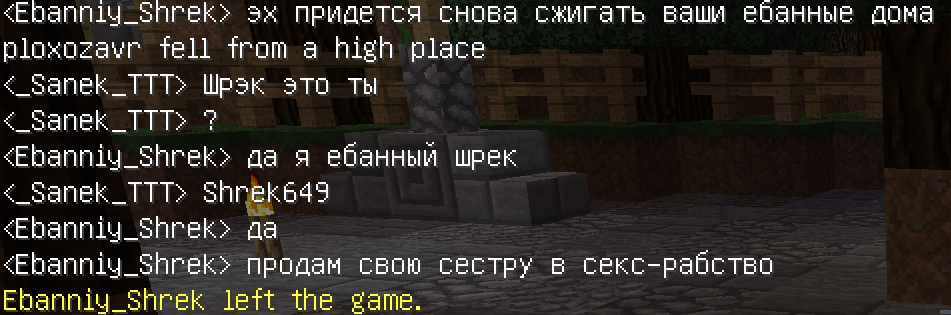 <Ebanniy_Shrek> эх придется снова сжигать ваши ебанные дома
ploxozavr fell from a high place
<_Sanek_TTT> Шрэк это ты
<_Sanek_TTT> ?
<Ebanniy_Shrek> да я ебанный шрек
<_Sanek_TTT> Shrek649
<Ebanniy_Shrek> да
<Ebanniy_Shrek> продам свою сестру в секс-рабство
Ebanniy_Shrek left the game.